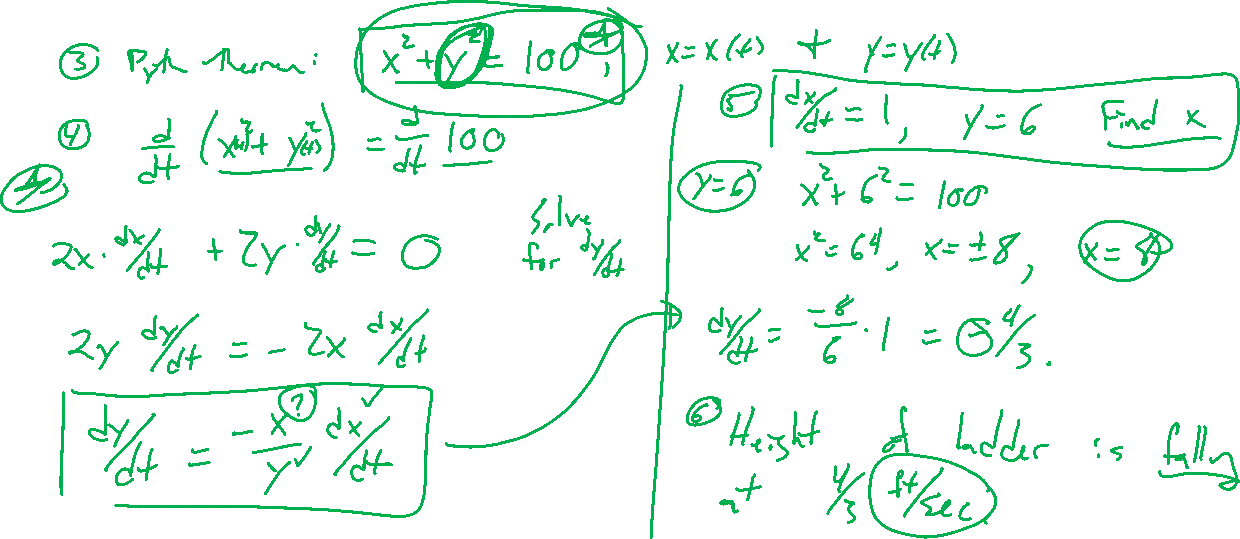 ③ Pyth Theorem: x² + y² = 100, x = x(t) + y = y(t)
④ d/dt (x(t)² + y(t)²) = d/dt 100
2x · dx/dt + 2y · dy/dt = 0
solve
for dy/dt
2y dy/dt = - 2x dx/dt
dy/dt = -x/y dx/dt
⑤ dx/dt = 1, y = 6 Find x
y = 6 x² + 6² = 100
x² = 64, x = ±8, x = 8
dy/dt = -8/6 · 1 = -4/3.
⑥ Height of ladder is falling
at 4/3 ft/sec